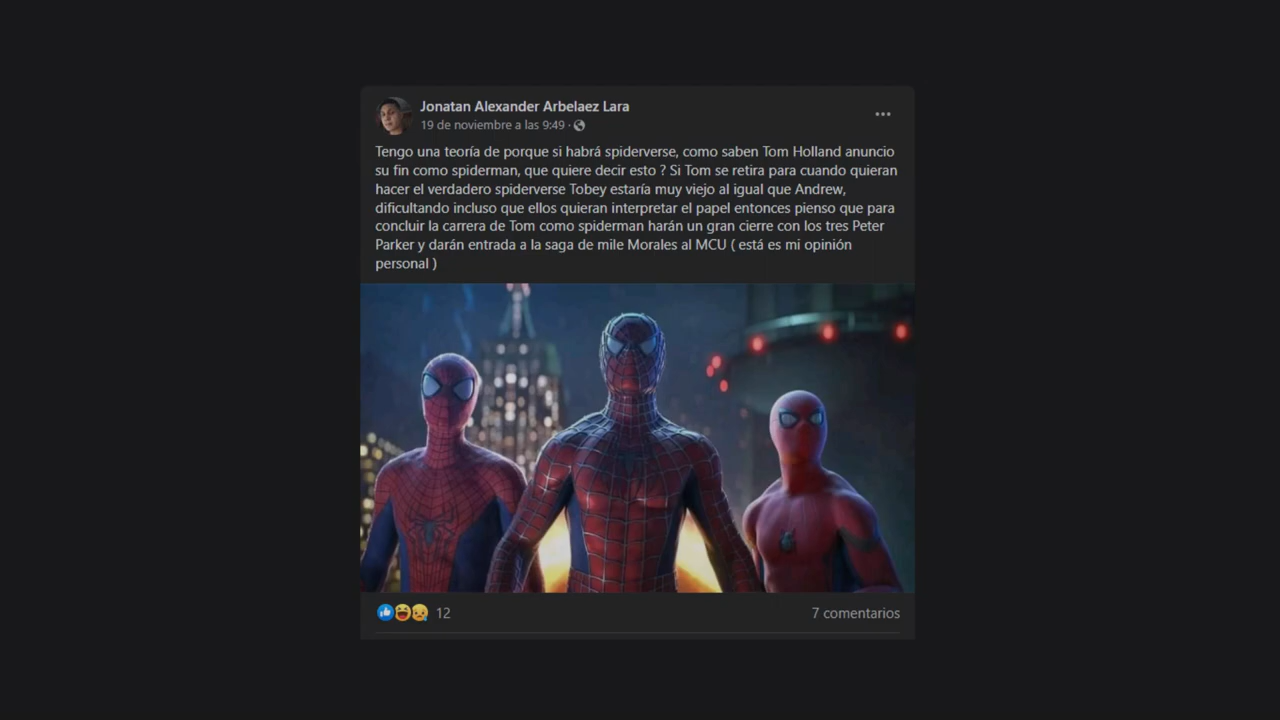 Jonatan Alexander Arbelaez Lara
19 de noviembre a las 9:49 ·
Tengo una teoría de porque si habrá spiderverse, como saben Tom Holland anuncio
su fin como spiderman, que quiere decir esto ? Si Tom se retira para cuando quieran
hacer el verdadero spiderverse Tobey estaría muy viejo al igual que Andrew,
dificultando incluso que ellos quieran interpretar el papel entonces pienso que para
concluir la carrera de Tom como spiderman harán un gran cierre con los tres Peter
Parker y darán entrada a la saga de mile Morales al MCU ( está es mi opinión
personal )
12
7 comentarios